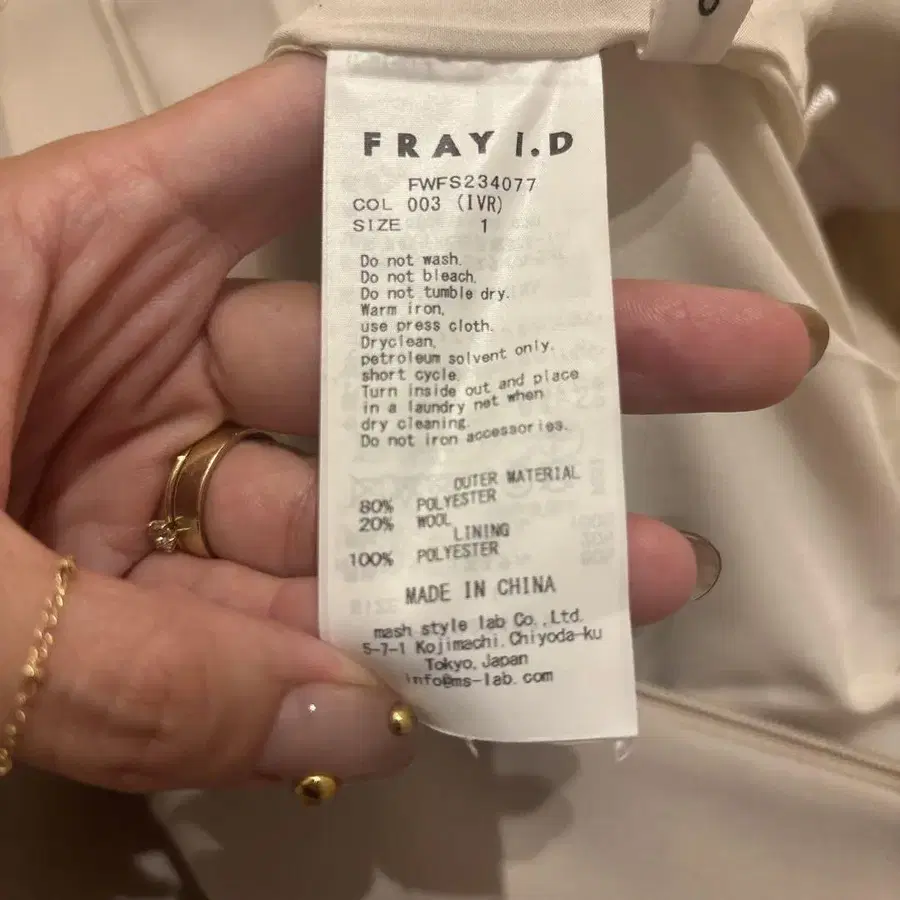 FRAY I.D
FWFS234077
COL 003 (IVR)
SIZE 1
Do not wash.
Do not bleach.
Do not tumble dry.
Warm iron,
use press cloth.
Dryclean,
petroleum solvent only.
short cycle.
Turn inside out and place
in a laundry net when
dry cleaning.
Do not iron accessories.
OUTER MATERIAL
80% POLYESTER
20% WOOL
LINING
100% POLYESTER
MADE IN CHINA
mash style lab Co.,Ltd.
5-7-1 Kojimachi, Chiyoda-ku
Tokyo, Japan
info@ms-lab.com